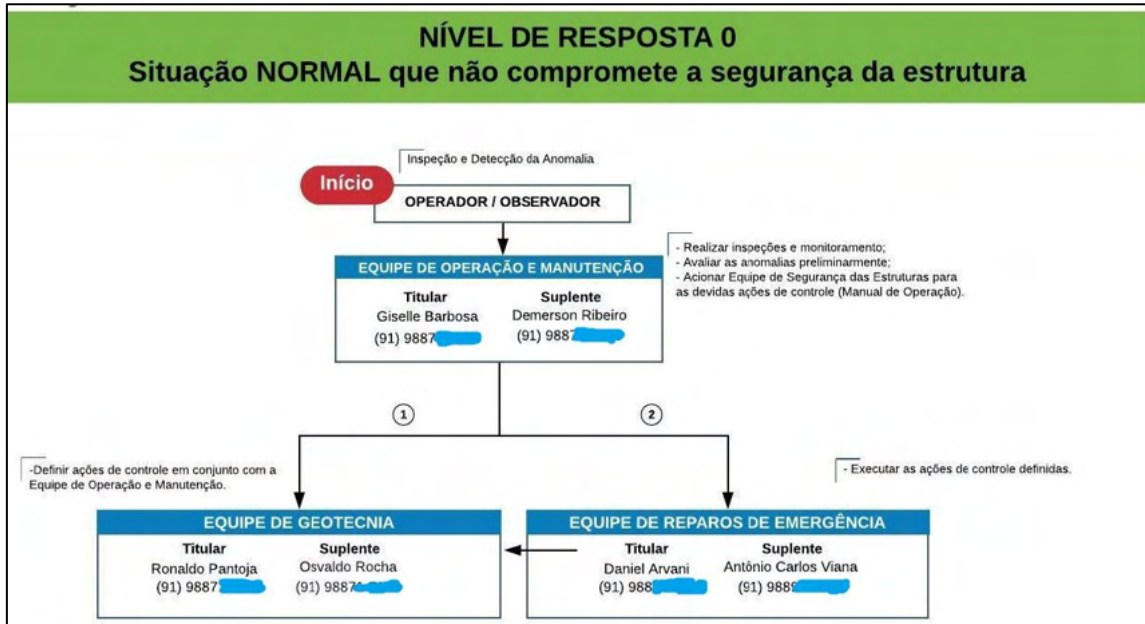 NÍVEL DE RESPOSTA 0
Situação NORMAL que não compromete a segurança da estrutura
Inspeção e Detecção da Anomalia
Início
OPERADOR / OBSERVADOR
- Realizar inspeções e monitoramento;
- Avaliar as anomalias preliminarmente;
- Acionar Equipe de Segurança das Estruturas para
as devidas ações de controle (Manual de Operação).
EQUIPE DE OPERAÇÃO E MANUTENÇÃO
Titular Suplente
Giselle Barbosa Demerson Ribeiro
(91) 9887 (91) 9887
1 2
-Definir ações de controle em conjunto com a
Equipe de Operação e Manutenção.
- Executar as ações de controle definidas.
EQUIPE DE GEOTECNIA
Titular Suplente
Ronaldo Pantoja Osvaldo Rocha
(91) 9887 (91) 9887
EQUIPE DE REPAROS DE EMERGÊNCIA
Titular Suplente
Daniel Arvani Antônio Carlos Viana
(91) 988 (91) 988